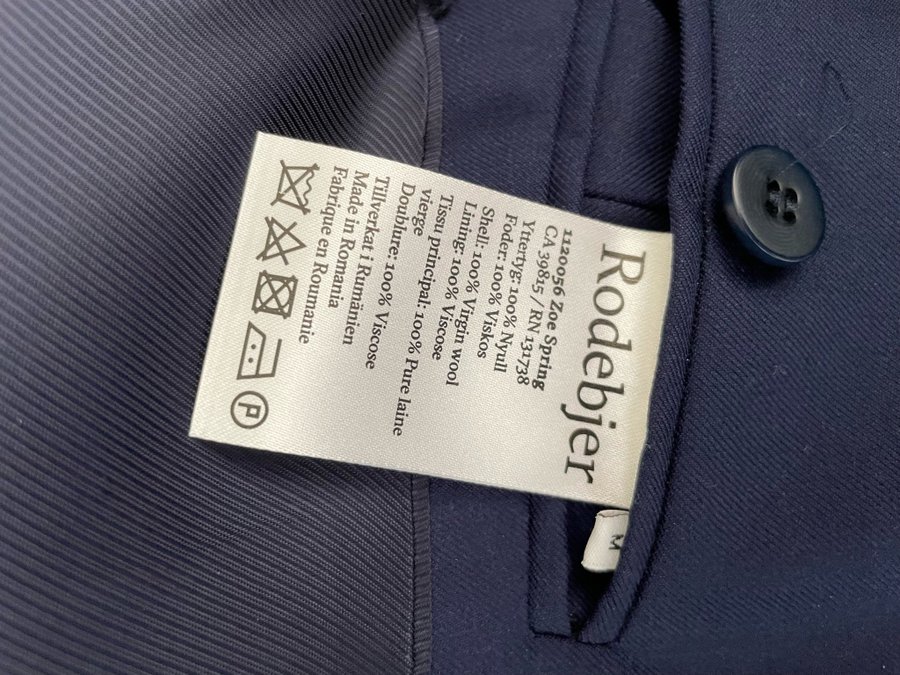 Rodebjer
1120056 Zoe Spring
CA 39815 / RN 131738
Yttertyg: 100% Nyull
Foder: 100% Viskos
Shell: 100% Virgin wool
Lining: 100% Viscose
Tissu principal: 100% Pure laine
vierge
Doublure: 100% Viscose
Tillverkat i Rumänien
Made in Romania
Fabrique en Roumanie
P
M